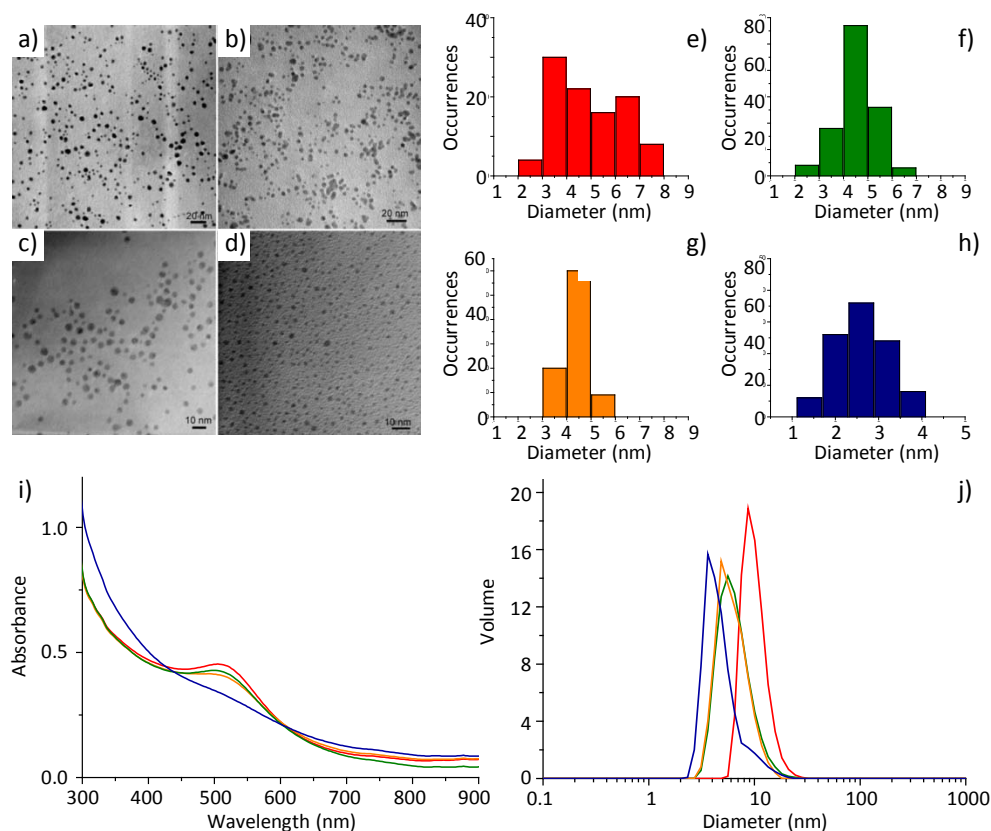 a)
b)
20 nm
20 nm
c)
d)
10 nm
10 nm
e)
40
20
0
Occurrences
1 2 3 4 5 6 7 8 9
Diameter (nm)
f)
80
60
40
20
0
Occurrences
1 2 3 4 5 6 7 8 9
Diameter (nm)
g)
60
40
20
0
Occurrences
1 2 3 4 5 6 7 8 9
Diameter (nm)
h)
80
60
40
20
0
Occurrences
1 2 3 4 5
Diameter (nm)
i)
1.0
0.5
0.0
Absorbance
300 400 500 600 700 800 900
Wavelength (nm)
j)
20
16
12
8
4
0
Volume
0.1 1 10 100 1000
Diameter (nm)